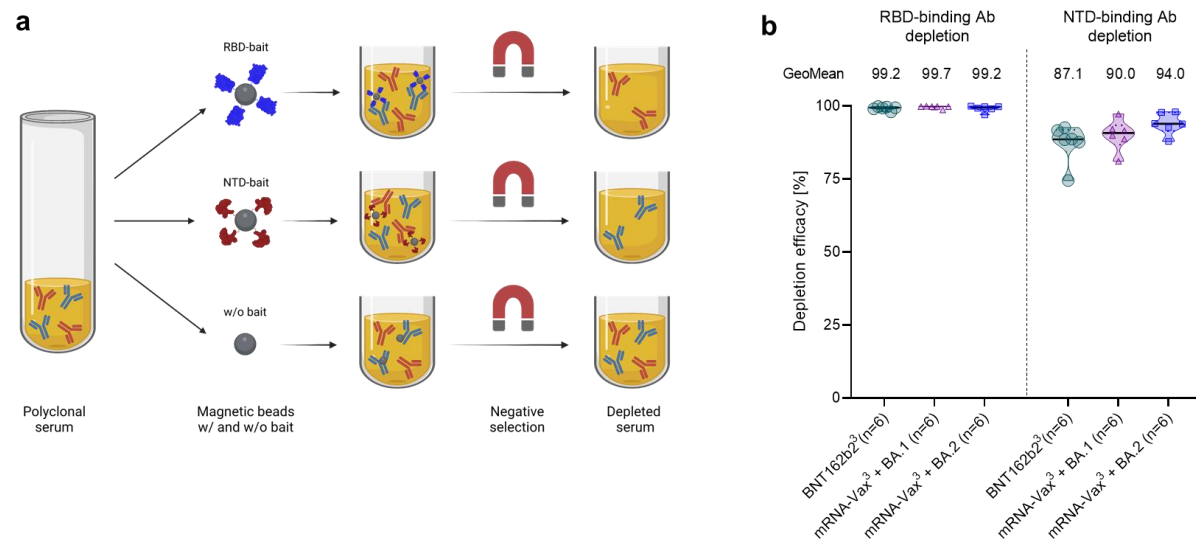 a
RBD-bait
NTD-bait
w/o bait
Polyclonal
serum
Magnetic beads
w/ and w/o bait
Negative
selection
Depleted
serum
b
RBD-binding Ab
depletion
NTD-binding Ab
depletion
GeoMean 99.2 99.7 99.2 87.1 90.0 94.0
Depletion efficacy [%]
100
75
50
25
0
BNT162b2³ (n=6)
mRNA-Vax³ + BA.1 (n=6)
mRNA-Vax³ + BA.2 (n=6)
BNT162b2³ (n=6)
mRNA-Vax³ + BA.1 (n=6)
mRNA-Vax³ + BA.2 (n=6)